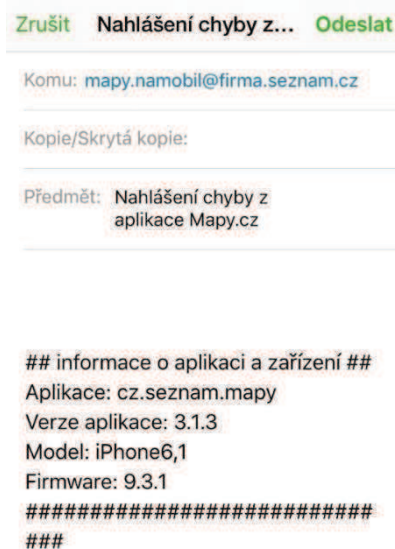 Zrušit Nahlášení chyby z... Odeslat
Komu: mapy.namobil@firma.seznam.cz
Kopie/Skrytá kopie:
Předmět: Nahlášení chyby z
aplikace Mapy.cz
## informace o aplikaci a zařízení ##
Aplikace: cz.seznam.mapy
Verze aplikace: 3.1.3
Model: iPhone6,1
Firmware: 9.3.1
###########################
###